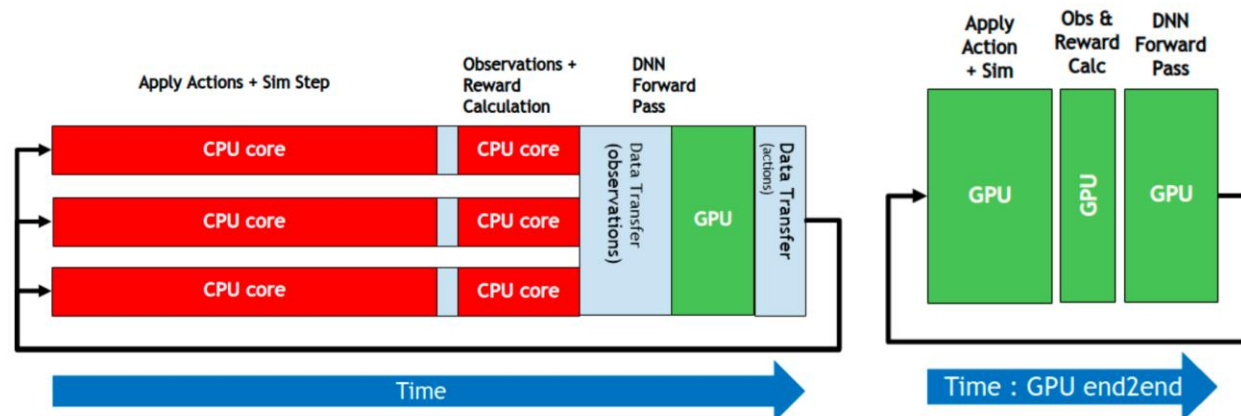 Apply Actions + Sim Step
Observations +
Reward
Calculation
DNN
Forward
Pass
CPU core
CPU core
CPU core
CPU core
CPU core
CPU core
Data Transfer
(observations)
GPU
Data Transfer
(actions)
Time
Apply
Action
+ Sim
Obs &
Reward
Calc
DNN
Forward
Pass
GPU
GPU
GPU
Time : GPU end2end